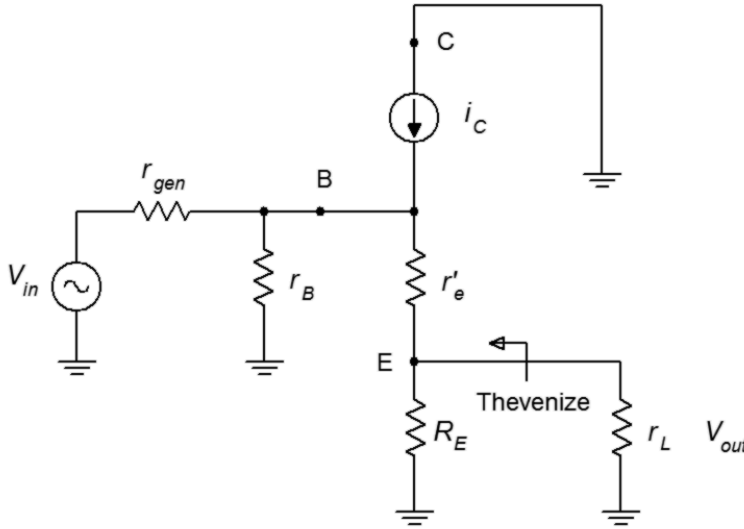 C
i_C
r_gen
B
V_in
r_B
r'_e
E
Thevenize
R_E
r_L
V_out